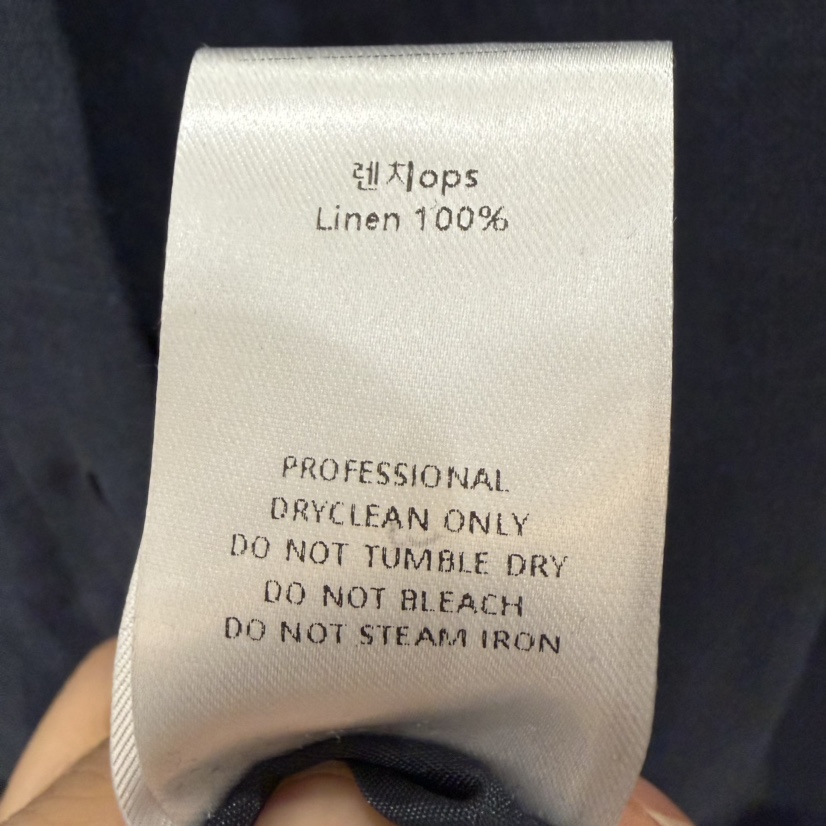 렌치ops
Linen 100%
PROFESSIONAL
DRYCLEAN ONLY
DO NOT TUMBLE DRY
DO NOT BLEACH
DO NOT STEAM IRON